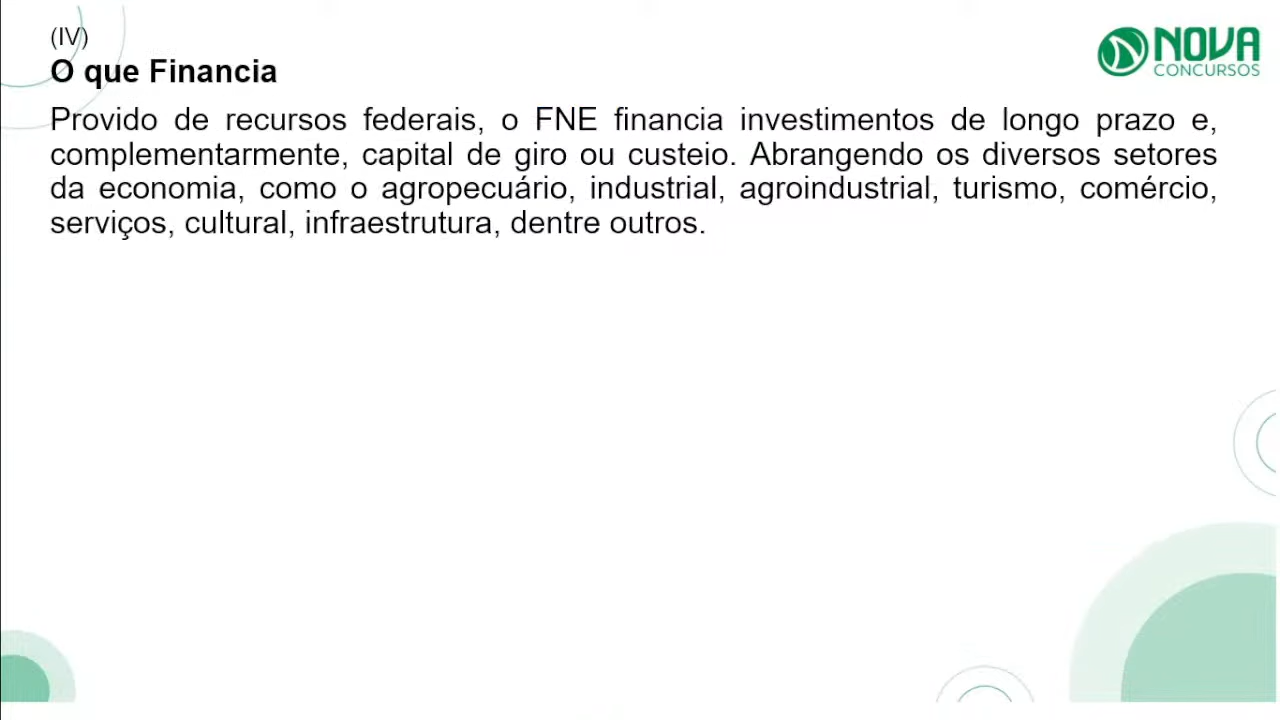 (IV)
NOVA
CONCURSOS
O que Financia
Provido de recursos federais, o FNE financia investimentos de longo prazo e,
complementarmente, capital de giro ou custeio. Abrangendo os diversos setores
da economia, como o agropecuário, industrial, agroindustrial, turismo, comércio,
serviços, cultural, infraestrutura, dentre outros.